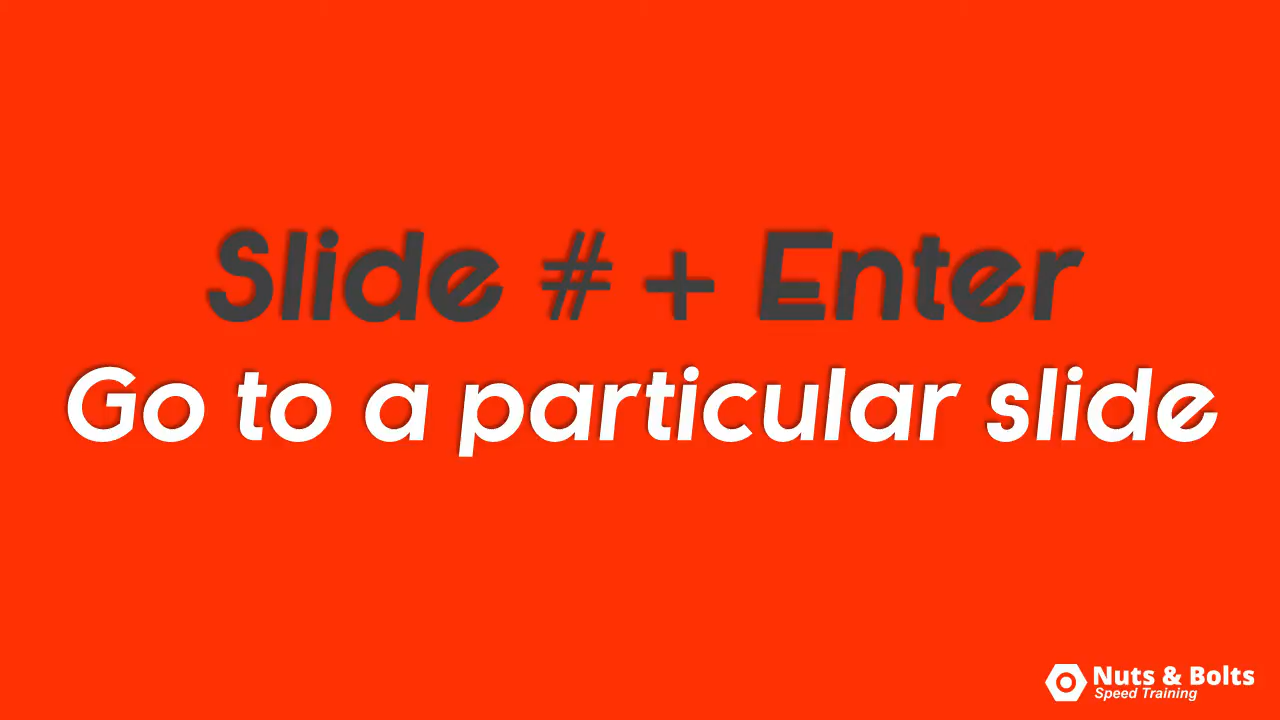 Slide # + Enter
Go to a particular slide
Nuts & Bolts
Speed Training